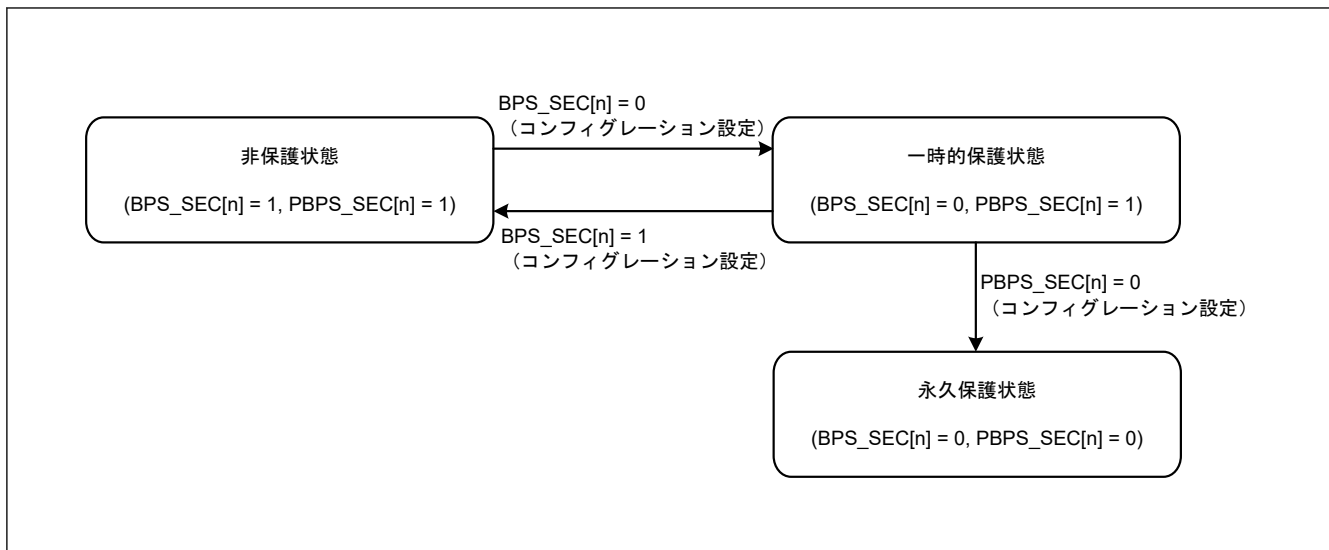 BPS_SEC[n] = 0
（コンフィグレーション設定）
非保護状態
(BPS_SEC[n] = 1, PBPS_SEC[n] = 1)
一時的保護状態
(BPS_SEC[n] = 0, PBPS_SEC[n] = 1)
BPS_SEC[n] = 1
（コンフィグレーション設定）
PBPS_SEC[n] = 0
（コンフィグレーション設定）
永久保護状態
(BPS_SEC[n] = 0, PBPS_SEC[n] = 0)